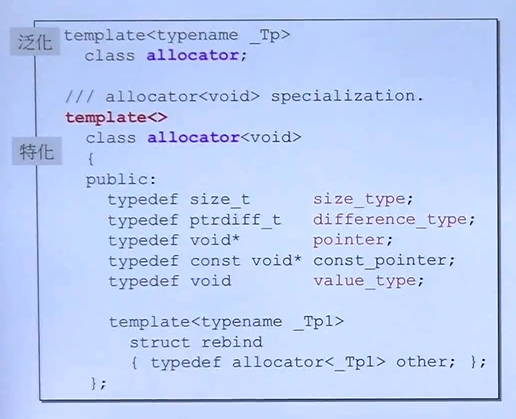 泛化
template<typename _Tp>
class allocator;
/// allocator<void> specialization.
template<>
特化
class allocator<void>
{
public:
typedef size_t size_type;
typedef ptrdiff_t difference_type;
typedef void* pointer;
typedef const void* const_pointer;
typedef void value_type;
template<typename _Tp1>
struct rebind
{ typedef allocator<_Tp1> other; };
};